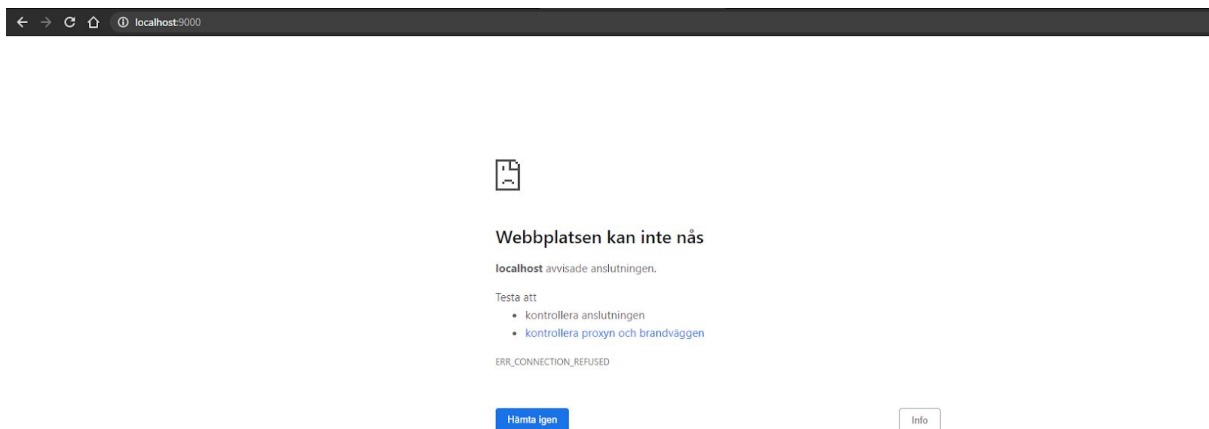 localhost:9000
Webbplatsen kan inte nås
localhost avvisade anslutningen.
Testa att
• kontrollera anslutningen
• kontrollera proxyn och brandväggen
ERR_CONNECTION_REFUSED
Hämta igen
Info